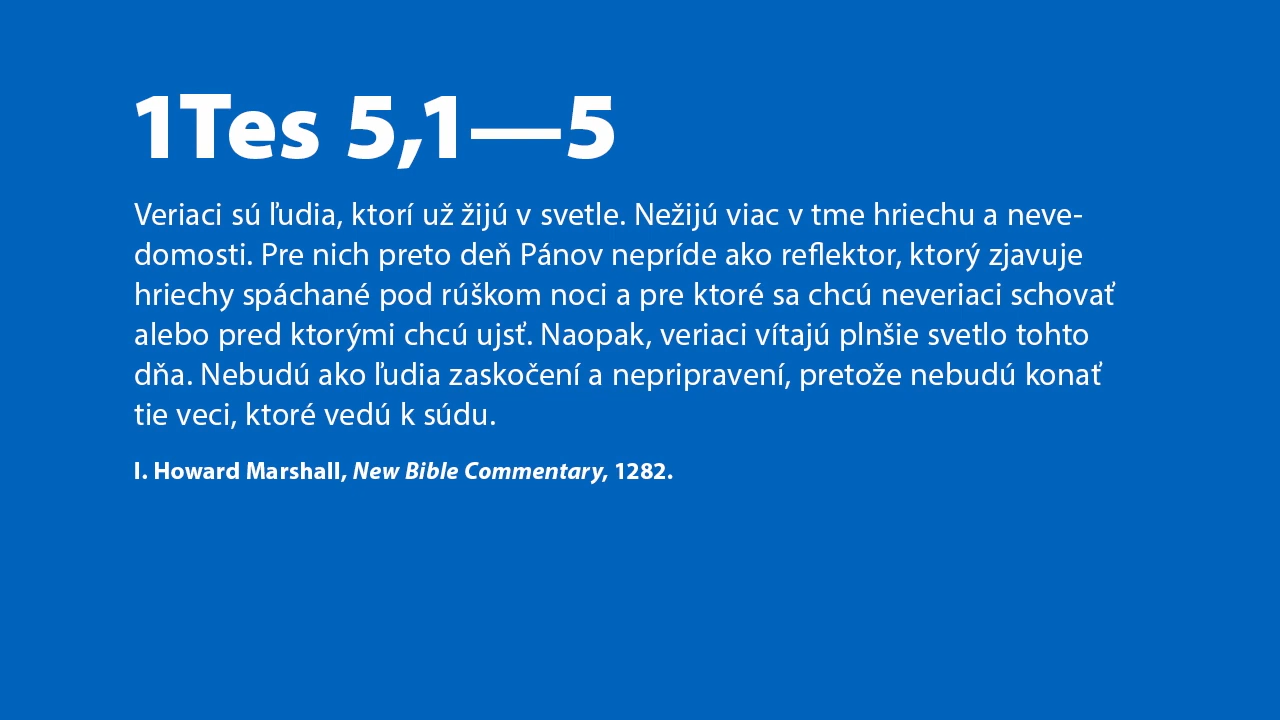 1Tes 5,1—5
Veriaci sú ľudia, ktorí už žijú v svetle. Nežijú viac v tme hriechu a neve-
domosti. Pre nich preto deň Pánov nepríde ako reflektor, ktorý zjavuje
hriechy spáchané pod rúškom noci a pre ktoré sa chcú neveriaci schovať
alebo pred ktorými chcú ujsť. Naopak, veriaci vítajú plnšie svetlo tohto
dňa. Nebudú ako ľudia zaskočení a nepripravení, pretože nebudú konať
tie veci, ktoré vedú k súdu.
I. Howard Marshall, New Bible Commentary, 1282.